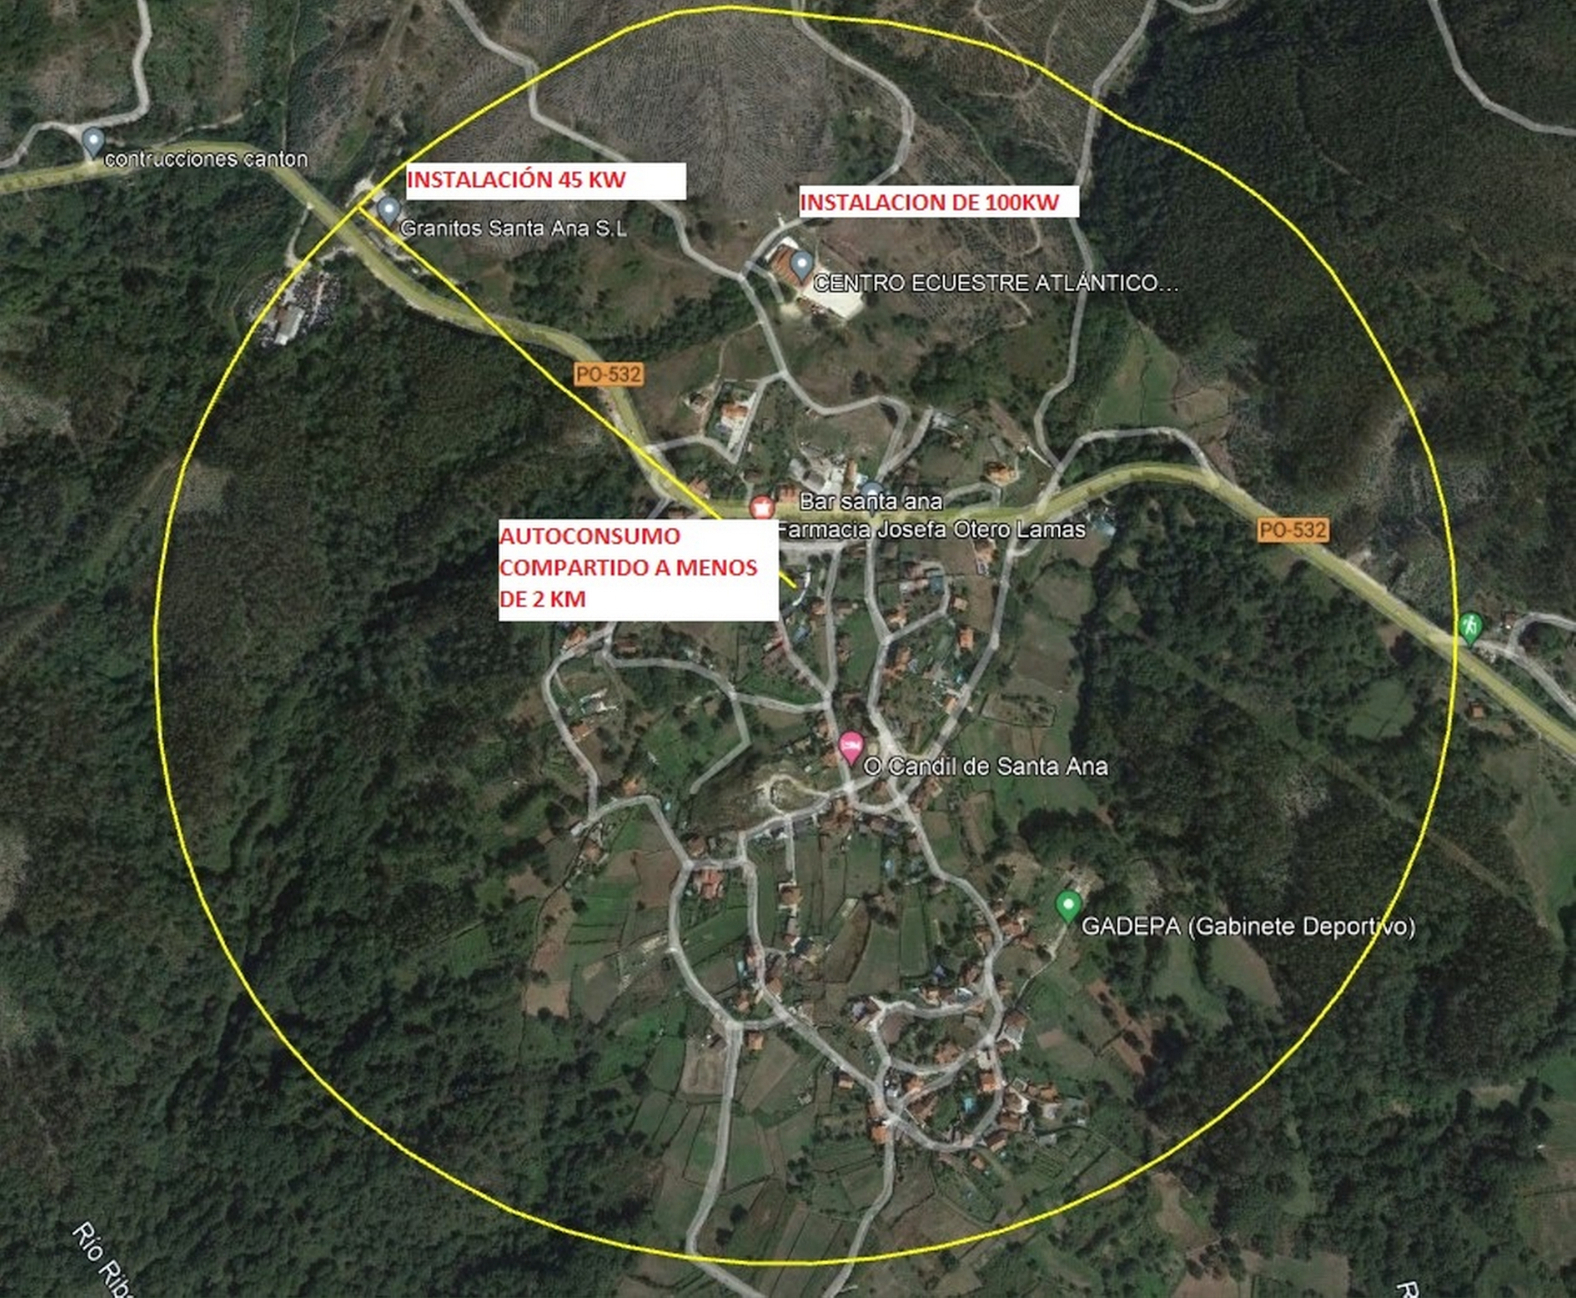 contrucciones canton
INSTALACIÓN 45 KW
INSTALACION DE 100KW
Granitos Santa Ana S.L
CENTRO ECUESTRE ATLÁNTICO...
PO-532
Bar santa ana
Farmacia Josefa Otero Lamas
PO-532
AUTOCONSUMO
COMPARTIDO A MENOS
DE 2 KM
O Candil de Santa Ana
GADEPA (Gabinete Deportivo)
Río